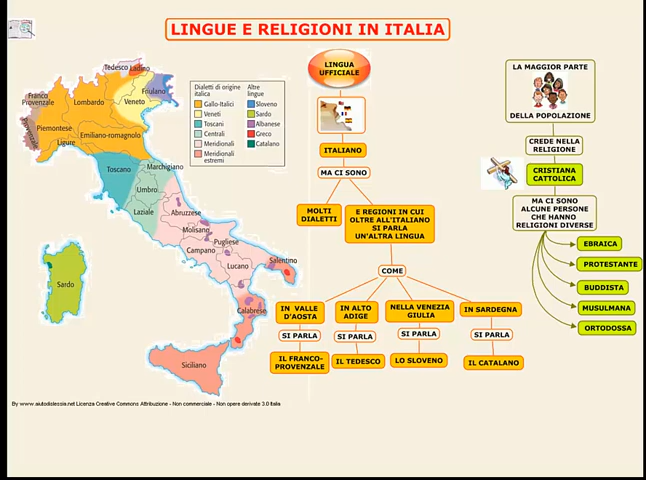 LINGUE E RELIGIONI IN ITALIA
Tedesco
Ladino
Friulano
Franco
Provenzale
Lombardo
Veneto
Provenzale
Piemontese
Emiliano-romagnolo
Ligure
Toscano
Marchigiano
Umbro
Laziale
Abruzzese
Molisano
Pugliese
Campano
Lucano
Salentino
Sardo
Calabrese
Siciliano
Dialetti di origine
italica
Gallo-Italici
Veneti
Toscani
Centrali
Meridionali
Meridionali
estremi
Altre
lingue
Sloveno
Sardo
Albanese
Greco
Catalano
LINGUA
UFFICIALE
ITALIANO
MA CI SONO
MOLTI
DIALETTI
E REGIONI IN CUI
OLTRE ALL'ITALIANO
SI PARLA
UN'ALTRA LINGUA
COME
IN VALLE
D'AOSTA
SI PARLA
IL FRANCO-
PROVENZALE
IN ALTO
ADIGE
SI PARLA
IL TEDESCO
NELLA VENEZIA
GIULIA
SI PARLA
LO SLOVENO
IN SARDEGNA
SI PARLA
IL CATALANO
LA MAGGIOR PARTE
DELLA POPOLAZIONE
CREDE NELLA
RELIGIONE
CRISTIANA
CATTOLICA
MA CI SONO
ALCUNE PERSONE
CHE HANNO
RELIGIONI DIVERSE
EBRAICA
PROTESTANTE
BUDDISTA
MUSULMANA
ORTODOSSA
By www.aiutodislessia.net Licenza Creative Commons Attribuzione - Non commerciale - Non opere derivate 3.0 Italia